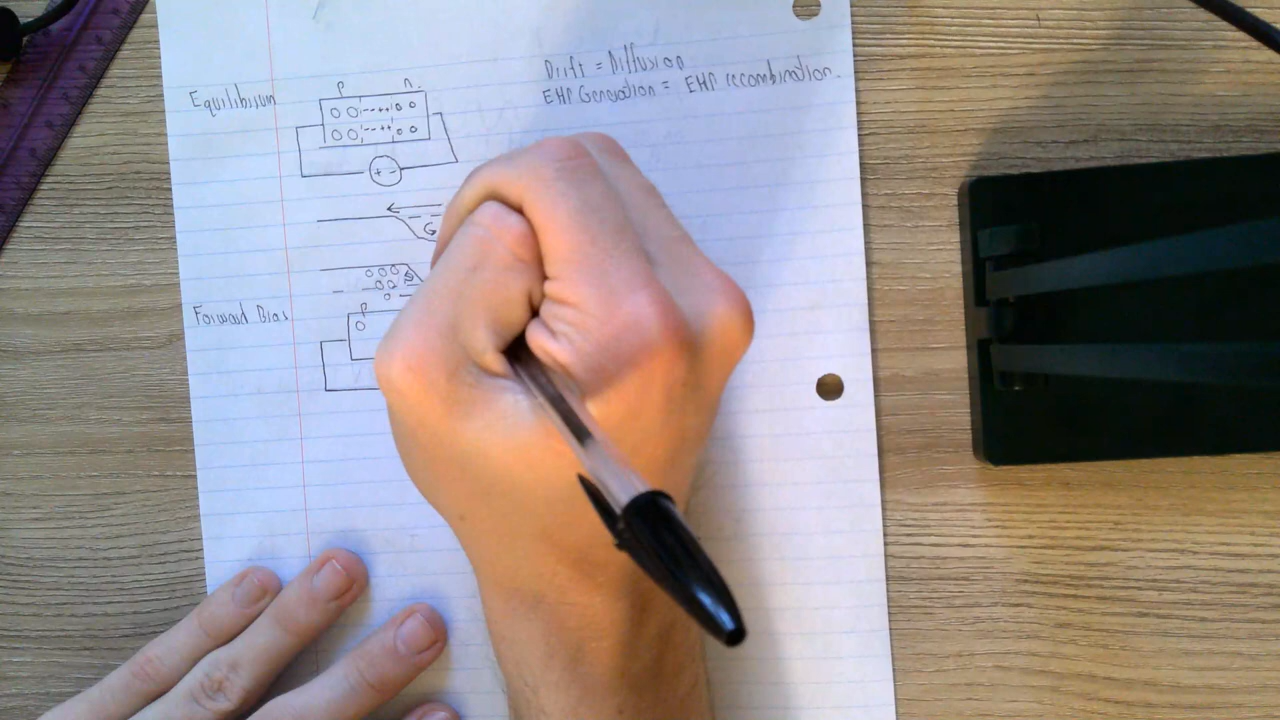 Drift = Diffusion
EHP Generation = EHP recombination.
Equilibrium
p n
+ -
G
Forward Bias
p